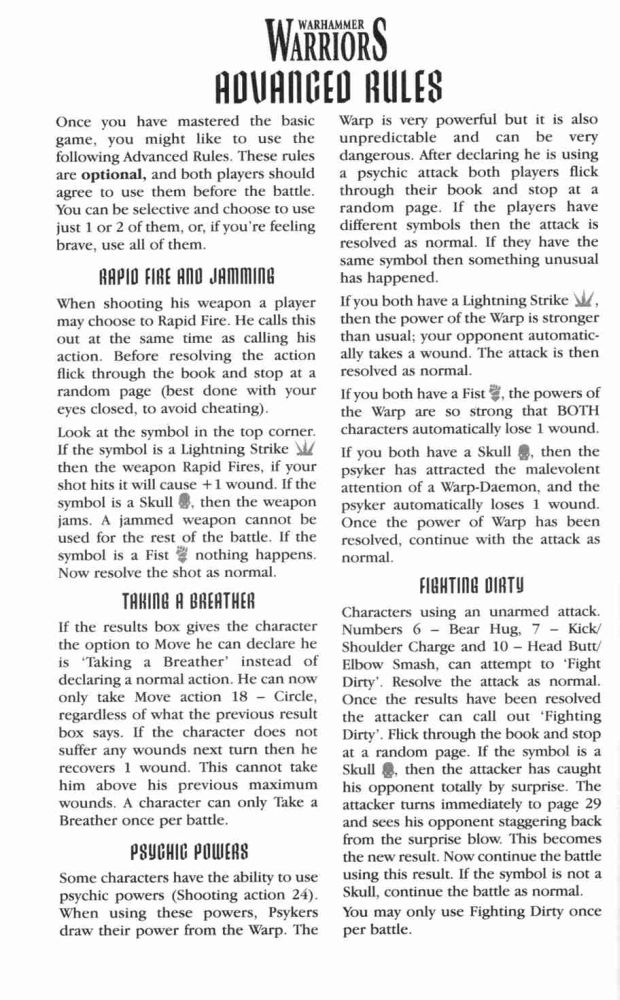 WARHAMMER
WARRIORS
ADVANCED RULES
Once you have mastered the basic
game, you might like to use the
following Advanced Rules. These rules
are optional, and both players should
agree to use them before the battle.
You can be selective and choose to use
just 1 or 2 of them, or, if you're feeling
brave, use all of them.
RAPID FIRE AND JAMMING
When shooting his weapon a player
may choose to Rapid Fire. He calls this
out at the same time as calling his
action. Before resolving the action
flick through the book and stop at a
random page (best done with your
eyes closed, to avoid cheating).
Look at the symbol in the top corner.
If the symbol is a Lightning Strike
then the weapon Rapid Fires, if your
shot hits it will cause +1 wound. If the
symbol is a Skull , then the weapon
jams. A jammed weapon cannot be
used for the rest of the battle. If the
symbol is a Fist nothing happens.
Now resolve the shot as normal.
TAKING A BREATHER
If the results box gives the character
the option to Move he can declare he
is 'Taking a Breather' instead of
declaring a normal action. He can now
only take Move action 18 – Circle,
regardless of what the previous result
box says. If the character does not
suffer any wounds next turn then he
recovers 1 wound. This cannot take
him above his previous maximum
wounds. A character can only Take a
Breather once per battle.
PSYCHIC POWERS
Some characters have the ability to use
psychic powers (Shooting action 24).
When using these powers, Psykers
draw their power from the Warp. The
Warp is very powerful but it is also
unpredictable and can be very
dangerous. After declaring he is using
a psychic attack both players flick
through their book and stop at a
random page. If the players have
different symbols then the attack is
resolved as normal. If they have the
same symbol then something unusual
has happened.
If you both have a Lightning Strike ,
then the power of the Warp is stronger
than usual; your opponent automatic-
ally takes a wound. The attack is then
resolved as normal.
If you both have a Fist , the powers of
the Warp are so strong that BOTH
characters automatically lose 1 wound.
If you both have a Skull , then the
psyker has attracted the malevolent
attention of a Warp-Daemon, and the
psyker automatically loses 1 wound.
Once the power of Warp has been
resolved, continue with the attack as
normal.
FIGHTING DIRTY
Characters using an unarmed attack.
Numbers 6 – Bear Hug, 7 – Kick/
Shoulder Charge and 10 – Head Butt/
Elbow Smash, can attempt to 'Fight
Dirty'. Resolve the attack as normal.
Once the results have been resolved
the attacker can call out 'Fighting
Dirty'. Flick through the book and stop
at a random page. If the symbol is a
Skull , then the attacker has caught
his opponent totally by surprise. The
attacker turns immediately to page 29
and sees his opponent staggering back
from the surprise blow. This becomes
the new result. Now continue the battle
using this result. If the symbol is not a
Skull, continue the battle as normal.
You may only use Fighting Dirty once
per battle.